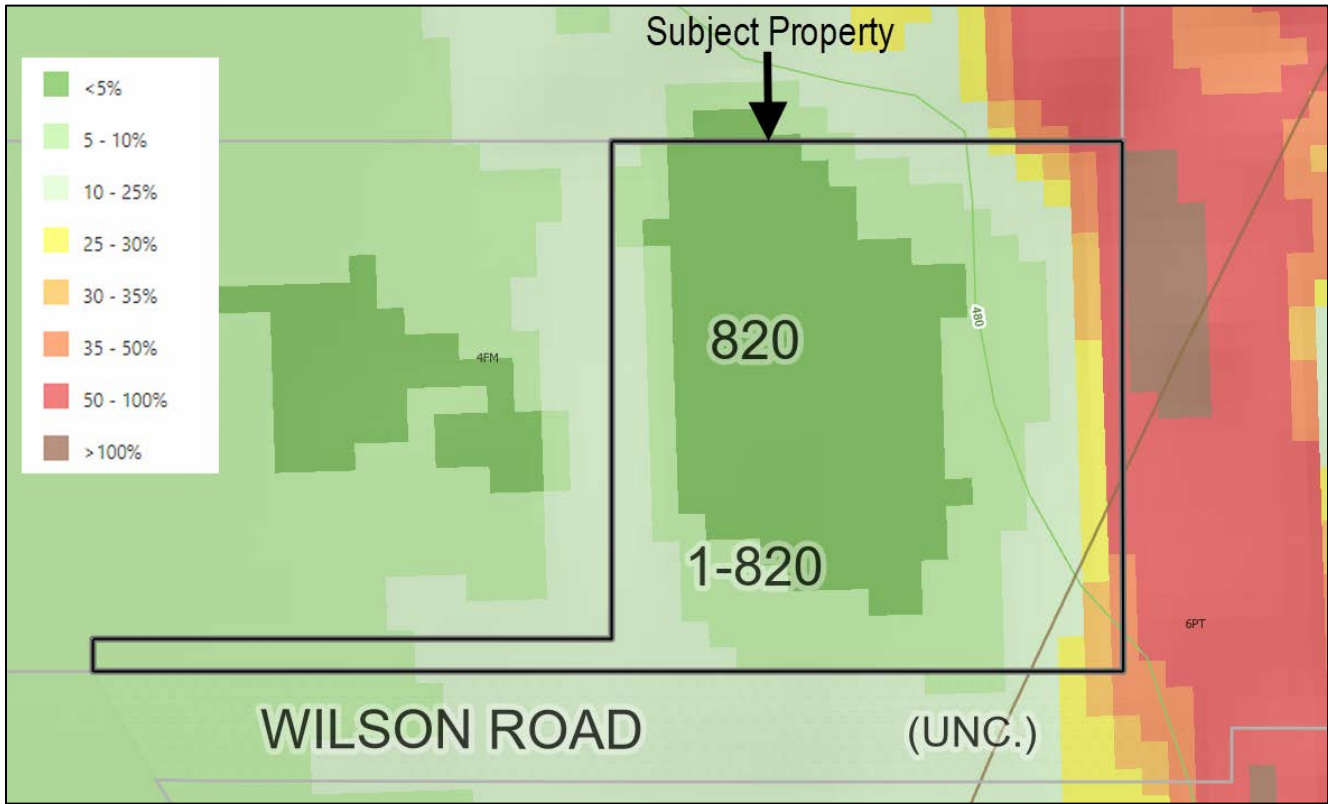 Subject Property
<5%
5 - 10%
10 - 25%
25 - 30%
30 - 35%
35 - 50%
50 - 100%
>100%
480
820
4FM
1-820
6PT
WILSON ROAD
(UNC.)